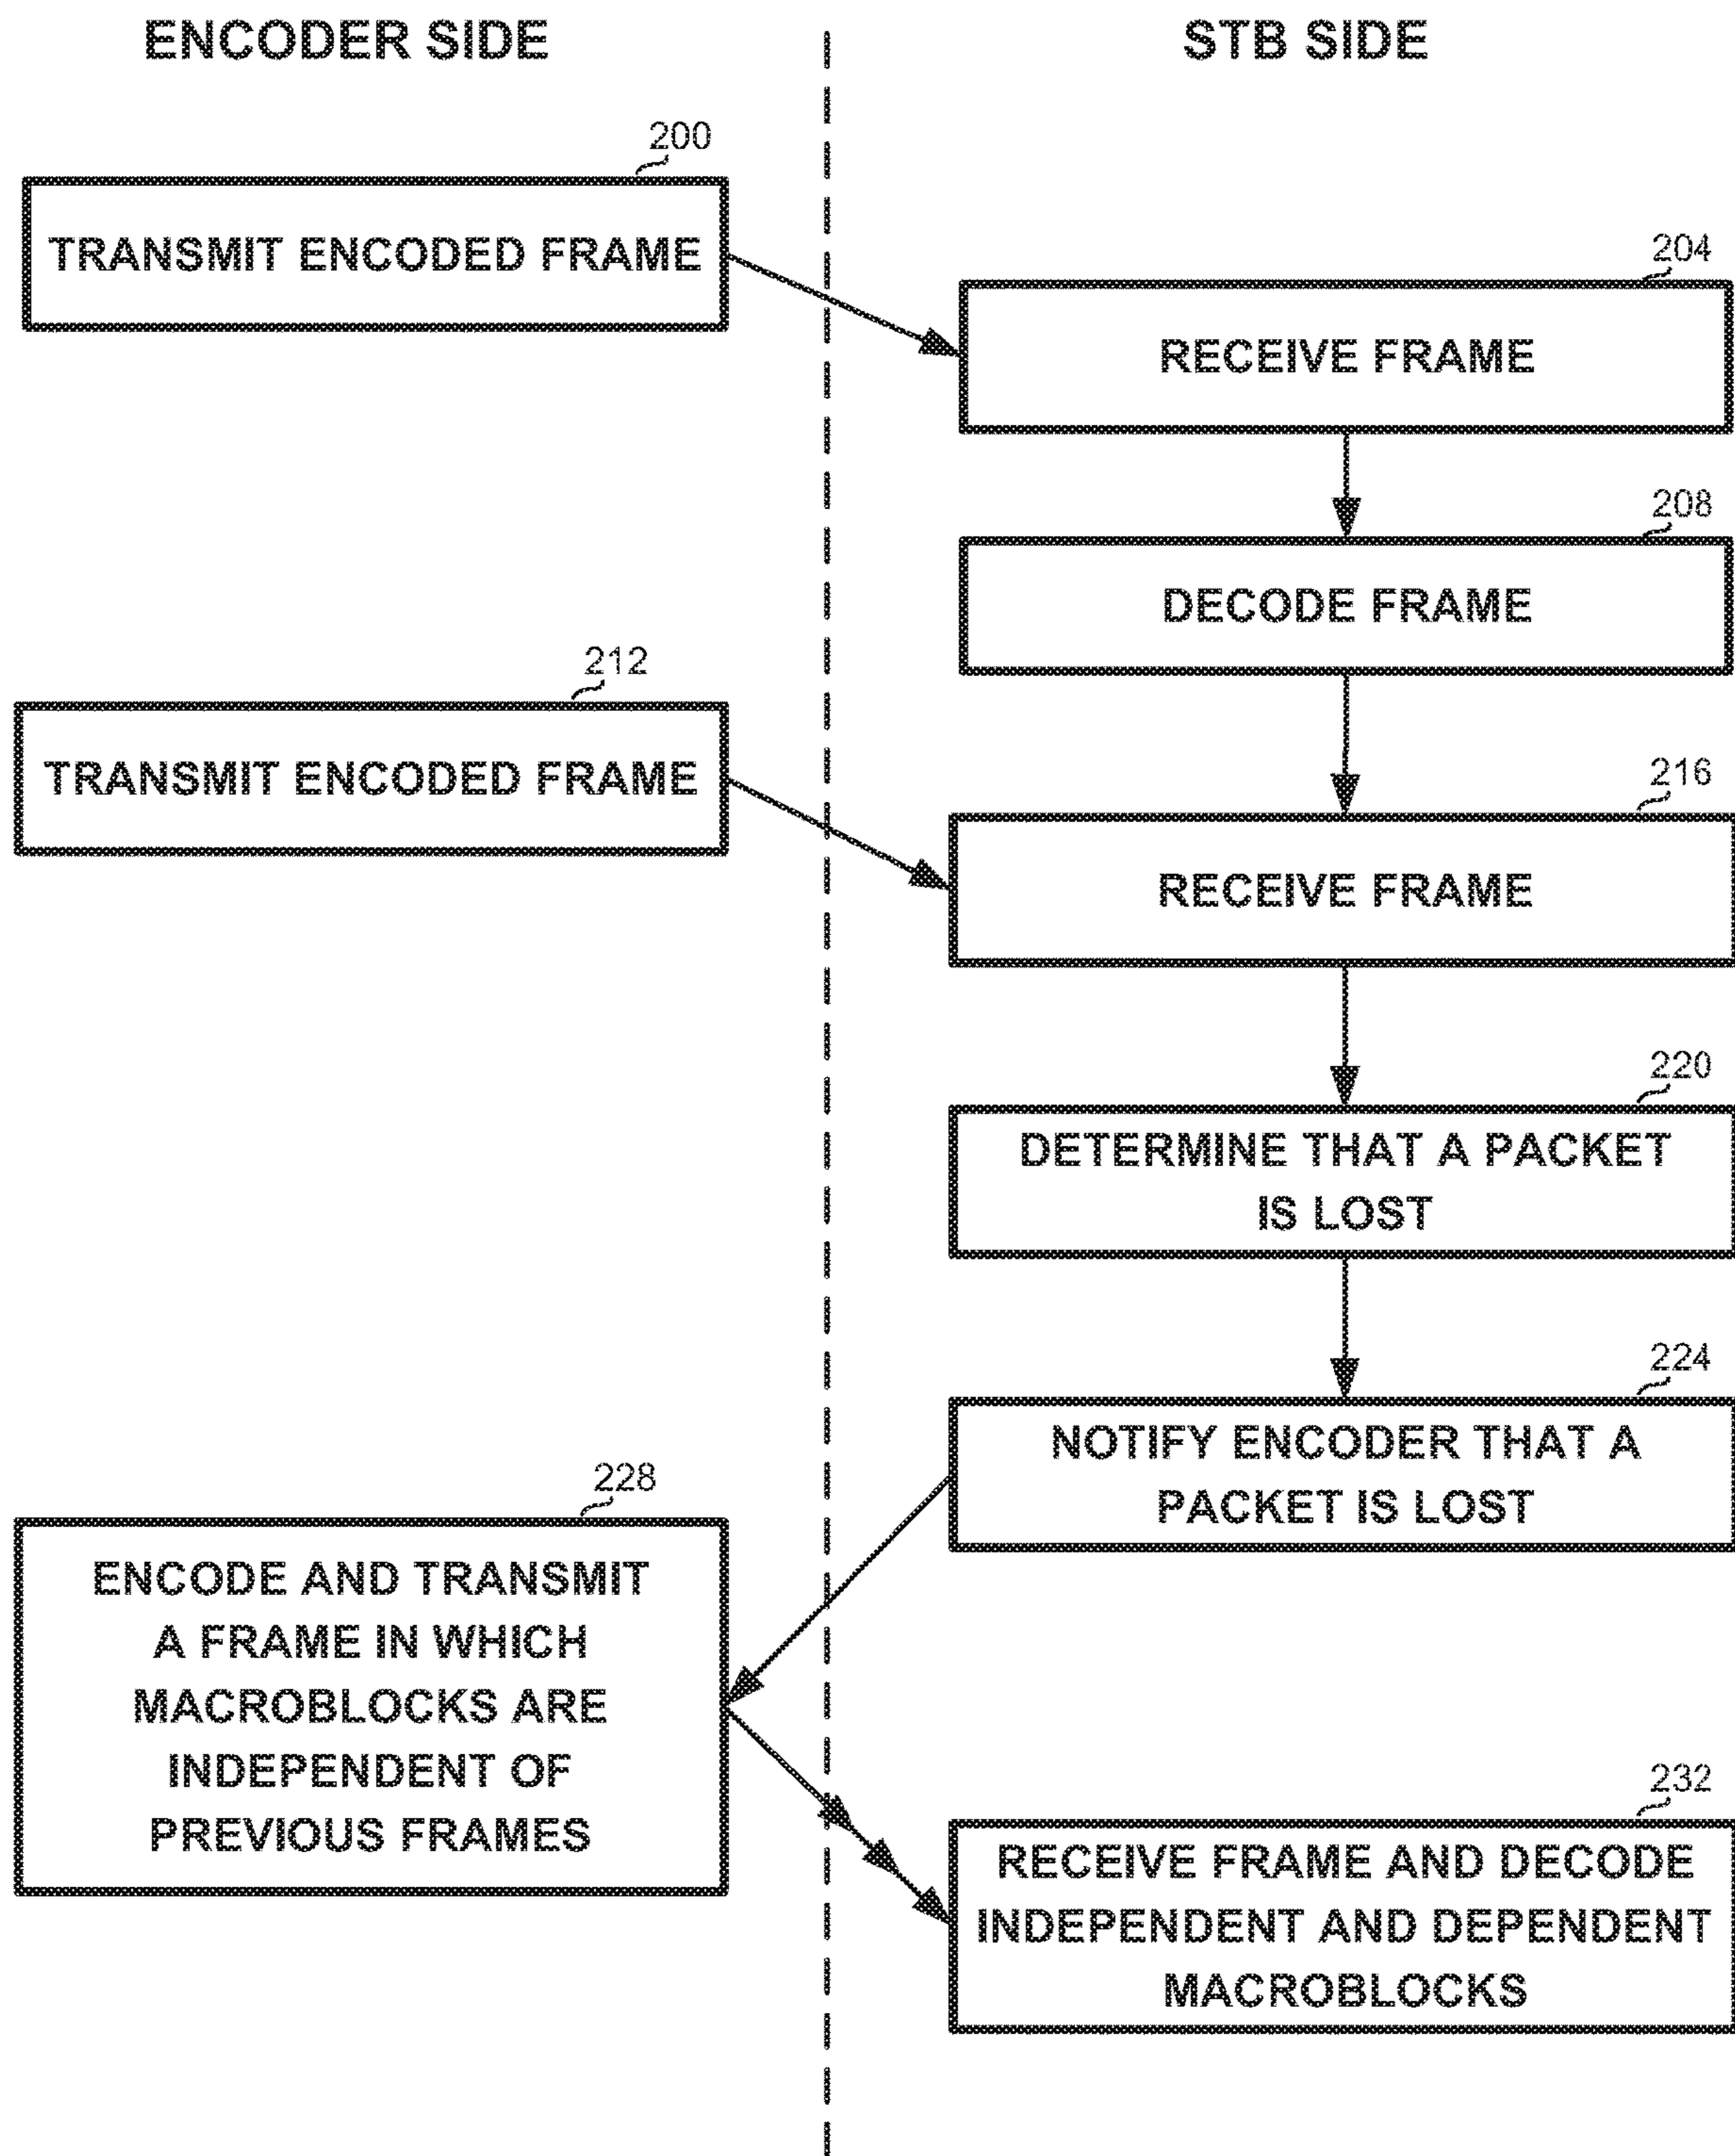 ENCODER SIDE
STB SIDE
200
TRANSMIT ENCODED FRAME
204
RECEIVE FRAME
208
DECODE FRAME
212
TRANSMIT ENCODED FRAME
216
RECEIVE FRAME
220
DETERMINE THAT A PACKET
IS LOST
224
NOTIFY ENCODER THAT A
PACKET IS LOST
228
ENCODE AND TRANSMIT
A FRAME IN WHICH
MACROBLOCKS ARE
INDEPENDENT OF
PREVIOUS FRAMES
232
RECEIVE FRAME AND DECODE
INDEPENDENT AND DEPENDENT
MACROBLOCKS